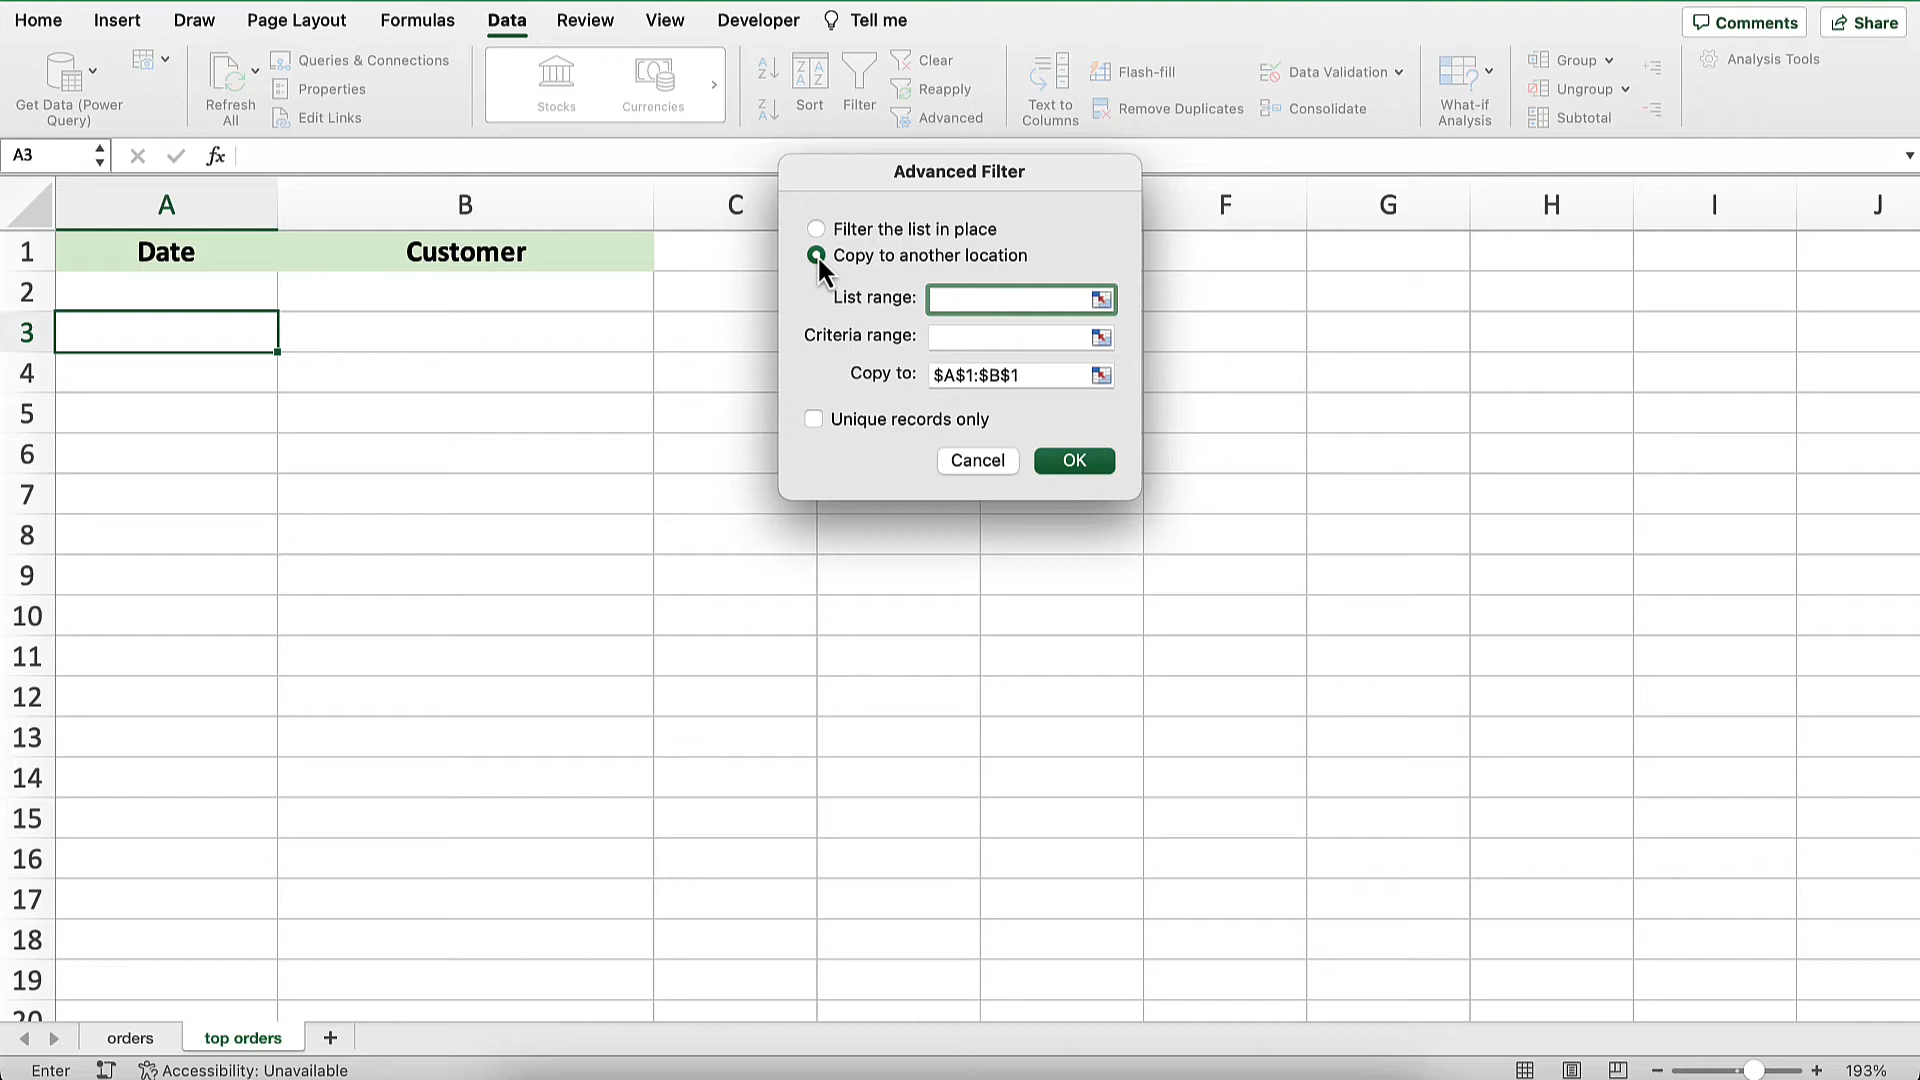 Home Insert Draw Page Layout Formulas Data Review View Developer Tell me Comments Share
Get Data (Power Query)
Refresh All
Queries & Connections
Properties
Edit Links
Stocks
Currencies
Sort
Filter
Clear
Reapply
Advanced
Text to Columns
Flash-fill
Remove Duplicates
Data Validation
Consolidate
What-if Analysis
Group
Ungroup
Subtotal
Analysis Tools
A3
fx
Advanced Filter
Filter the list in place
Copy to another location
List range:
Criteria range:
Copy to: $A$1:$B$1
Unique records only
Cancel OK
A B C F G H I J
1 Date Customer
2
3
4
5
6
7
8
9
10
11
12
13
14
15
16
17
18
19
20
orders top orders +
Enter Accessibility: Unavailable 193%